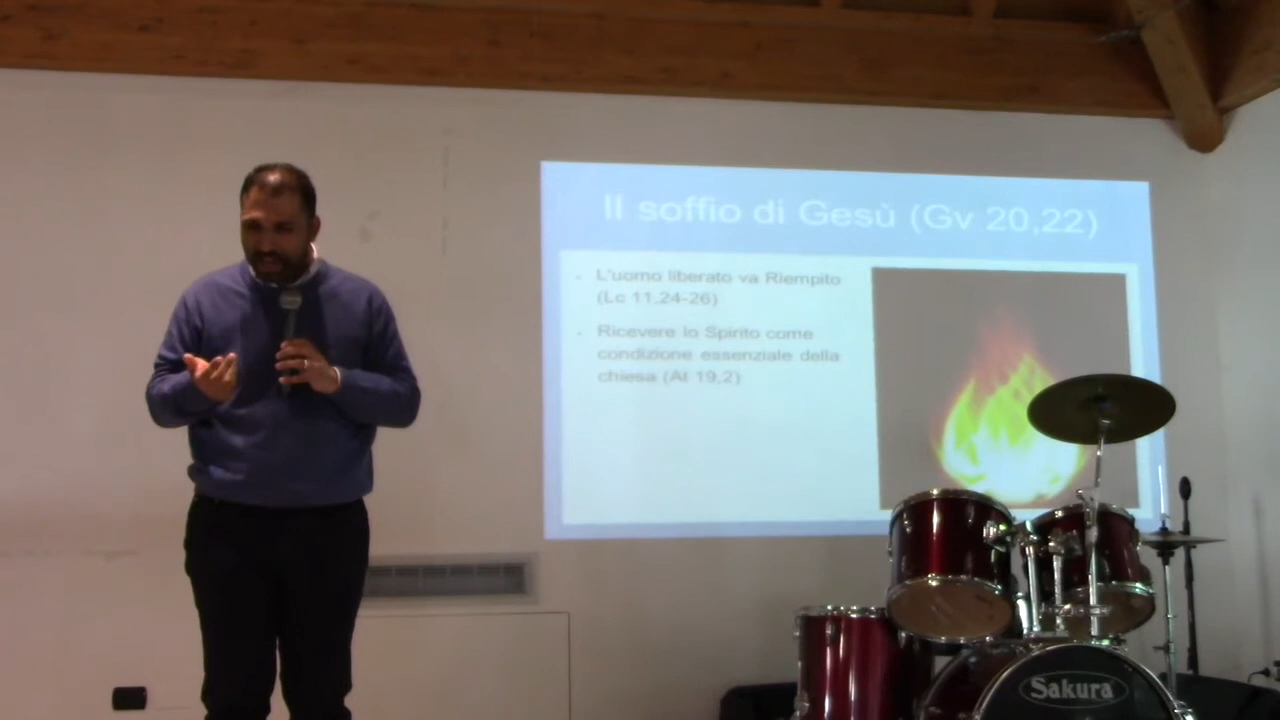 Il soffio di Gesù (Gv 20,22)
L'uomo liberato va Riempito
(Lc 11,24-26)
Ricevere lo Spirito come
condizione essenziale della
chiesa (At 19,2)
Sakura